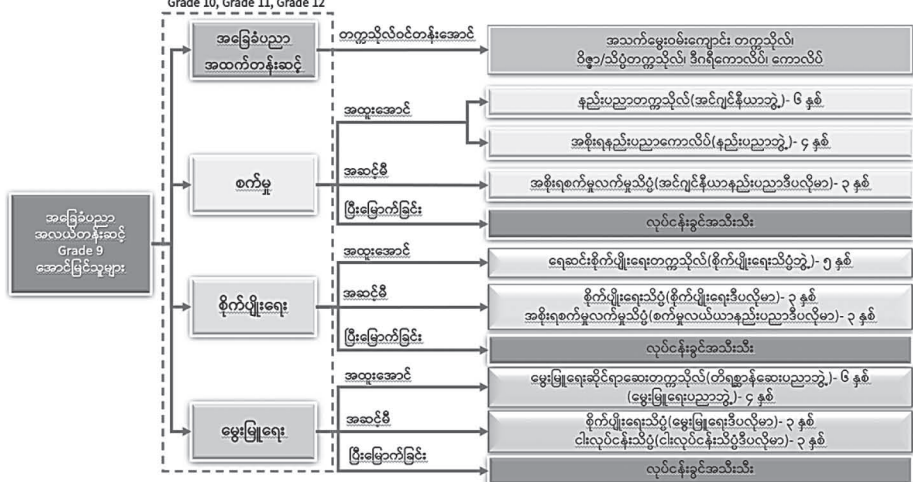 Grade 10, Grade 11, Grade 12
အခြေခံပညာ
အလယ်တန်းဆင့်
Grade 9
အောင်မြင်သူများ
အခြေခံပညာ
အထက်တန်းဆင့်
တက္ကသိုလ်ဝင်တန်းအောင်
အသက်မွေးဝမ်းကျောင်း တက္ကသိုလ်၊
ဝိဇ္ဇာ/သိပ္ပံတက္ကသိုလ်၊ ဒီဂရီကောလိပ်၊ ကောလိပ်
စက်မှု
အထူးအောင်
နည်းပညာတက္ကသိုလ်(အင်ဂျင်နီယာဘွဲ့)- ၆ နှစ်
အစိုးရနည်းပညာကောလိပ်(နည်းပညာဘွဲ့)- ၄ နှစ်
အဆင့်မီ
အစိုးရစက်မှုလက်မှုသိပ္ပံ(အင်ဂျင်နီယာနည်းပညာဒီပလိုမာ)- ၃ နှစ်
ပြီးမြောက်ခြင်း
လုပ်ငန်းခွင်အသီးသီး
စိုက်ပျိုးရေး
အထူးအောင်
ရေဆင်းစိုက်ပျိုးရေးတက္ကသိုလ်(စိုက်ပျိုးရေးသိပ္ပံဘွဲ့)- ၅ နှစ်
အဆင့်မီ
စိုက်ပျိုးရေးသိပ္ပံ(စိုက်ပျိုးရေးဒီပလိုမာ)- ၃ နှစ်
အစိုးရစက်မှုလက်မှုသိပ္ပံ(စက်မှုလယ်ယာနည်းပညာဒီပလိုမာ)- ၃ နှစ်
ပြီးမြောက်ခြင်း
လုပ်ငန်းခွင်အသီးသီး
မွေးမြူရေး
အထူးအောင်
မွေးမြူရေးဆိုင်ရာဆေးတက္ကသိုလ်(တိရစ္ဆာန်ဆေးပညာဘွဲ့)- ၆ နှစ်
(မွေးမြူရေးပညာဘွဲ့)- ၄ နှစ်
အဆင့်မီ
စိုက်ပျိုးရေးသိပ္ပံ(မွေးမြူရေးဒီပလိုမာ)- ၃ နှစ်
ငါးလုပ်ငန်းသိပ္ပံ(ငါးလုပ်ငန်းသိပ္ပံဒီပလိုမာ)- ၃ နှစ်
ပြီးမြောက်ခြင်း
လုပ်ငန်းခွင်အသီးသီး